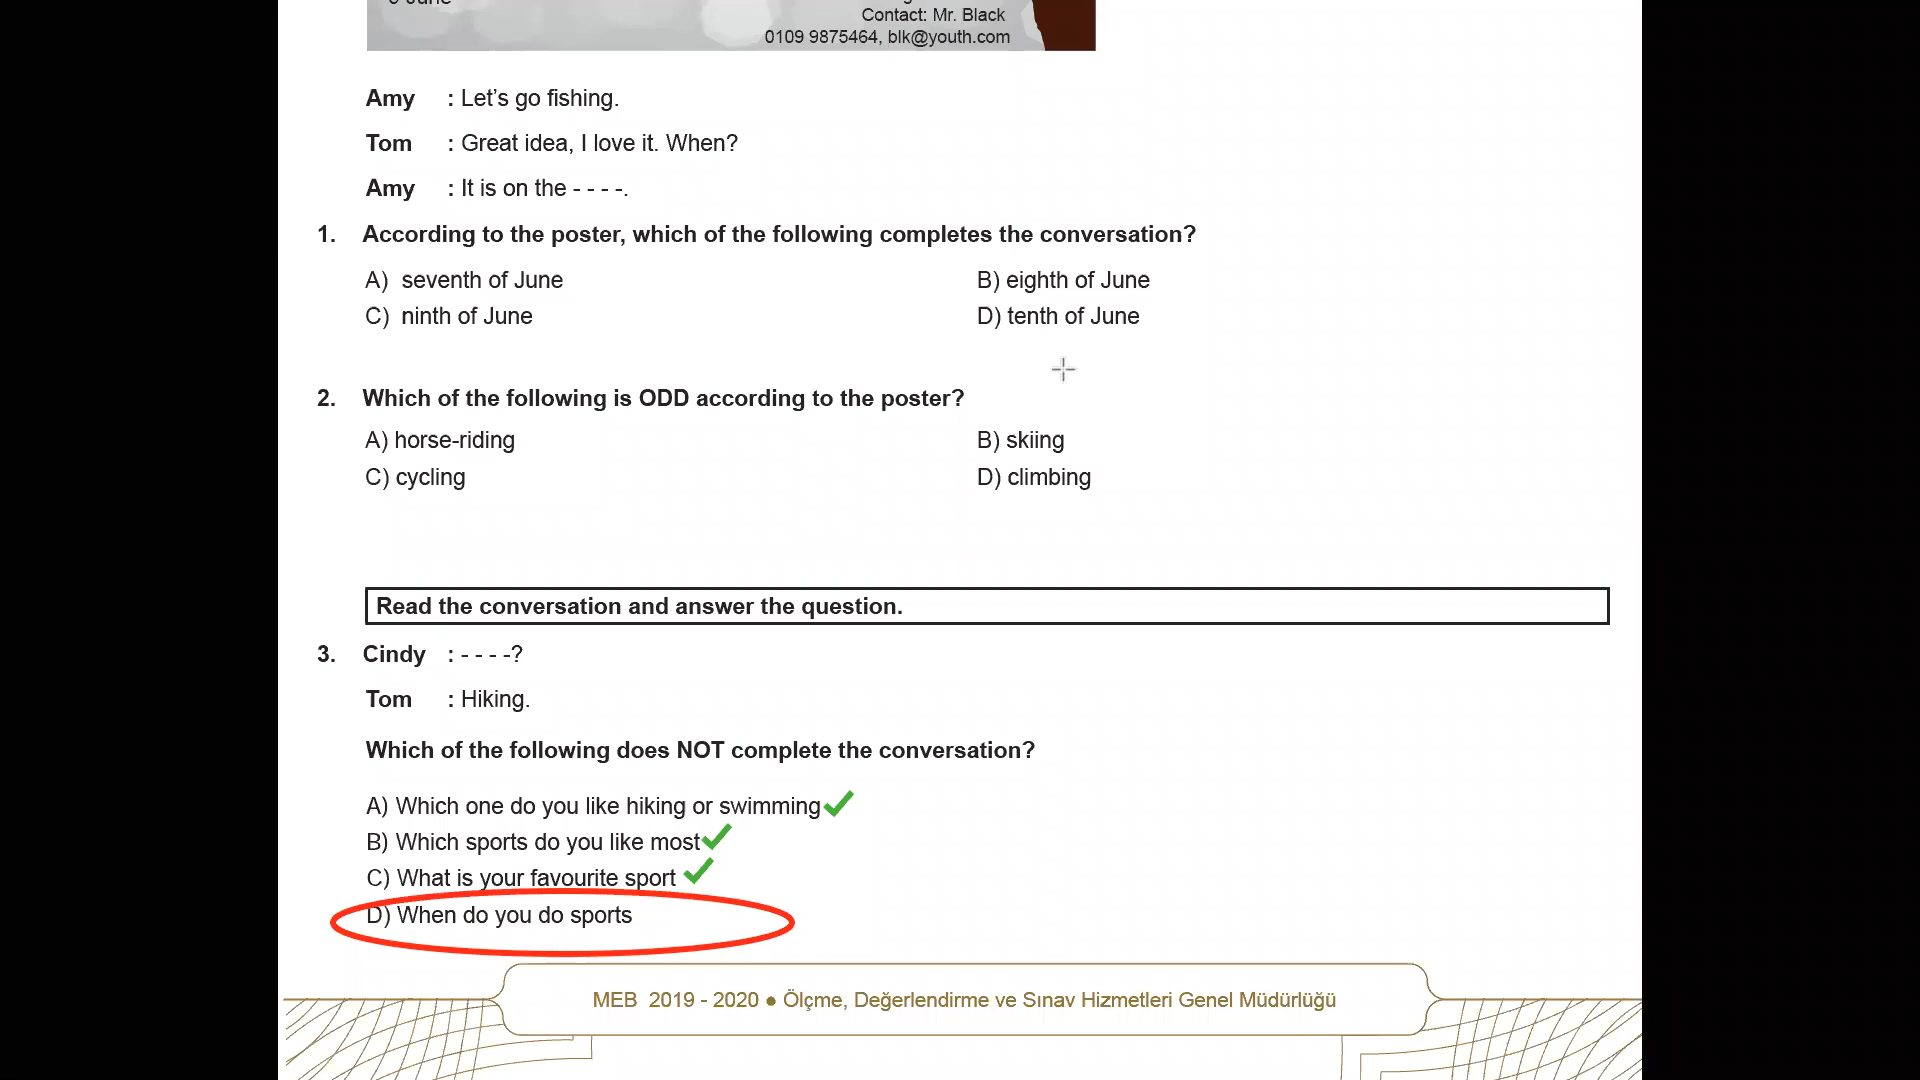 Contact: Mr. Black
0109 9875464, blk@youth.com
Amy : Let’s go fishing.
Tom : Great idea, I love it. When?
Amy : It is on the - - - -.
1. According to the poster, which of the following completes the conversation?
A) seventh of June B) eighth of June
C) ninth of June D) tenth of June
2. Which of the following is ODD according to the poster?
A) horse-riding B) skiing
C) cycling D) climbing
Read the conversation and answer the question.
3. Cindy : - - - -?
Tom : Hiking.
Which of the following does NOT complete the conversation?
A) Which one do you like hiking or swimming
B) Which sports do you like most
C) What is your favourite sport
D) When do you do sports
MEB 2019 - 2020 ● Ölçme, Değerlendirme ve Sınav Hizmetleri Genel Müdürlüğü